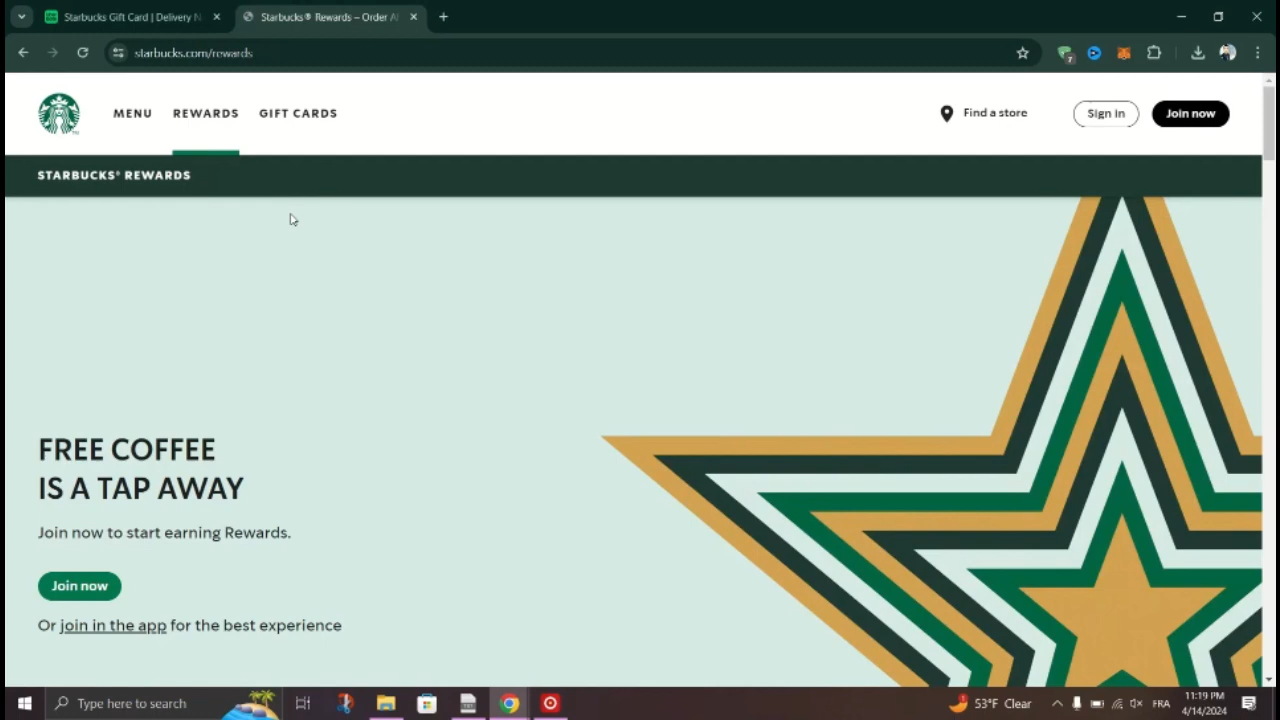 Starbucks Gift Card | Delivery N
Starbucks® Rewards – Order Al
starbucks.com/rewards
7
MENU
REWARDS
GIFT CARDS
Find a store
Sign in
Join now
TM
STARBUCKS® REWARDS
FREE COFFEE
IS A TAP AWAY
Join now to start earning Rewards.
Join now
Or join in the app for the best experience
Type here to search
53°F Clear
FRA
11:19 PM
4/14/2024